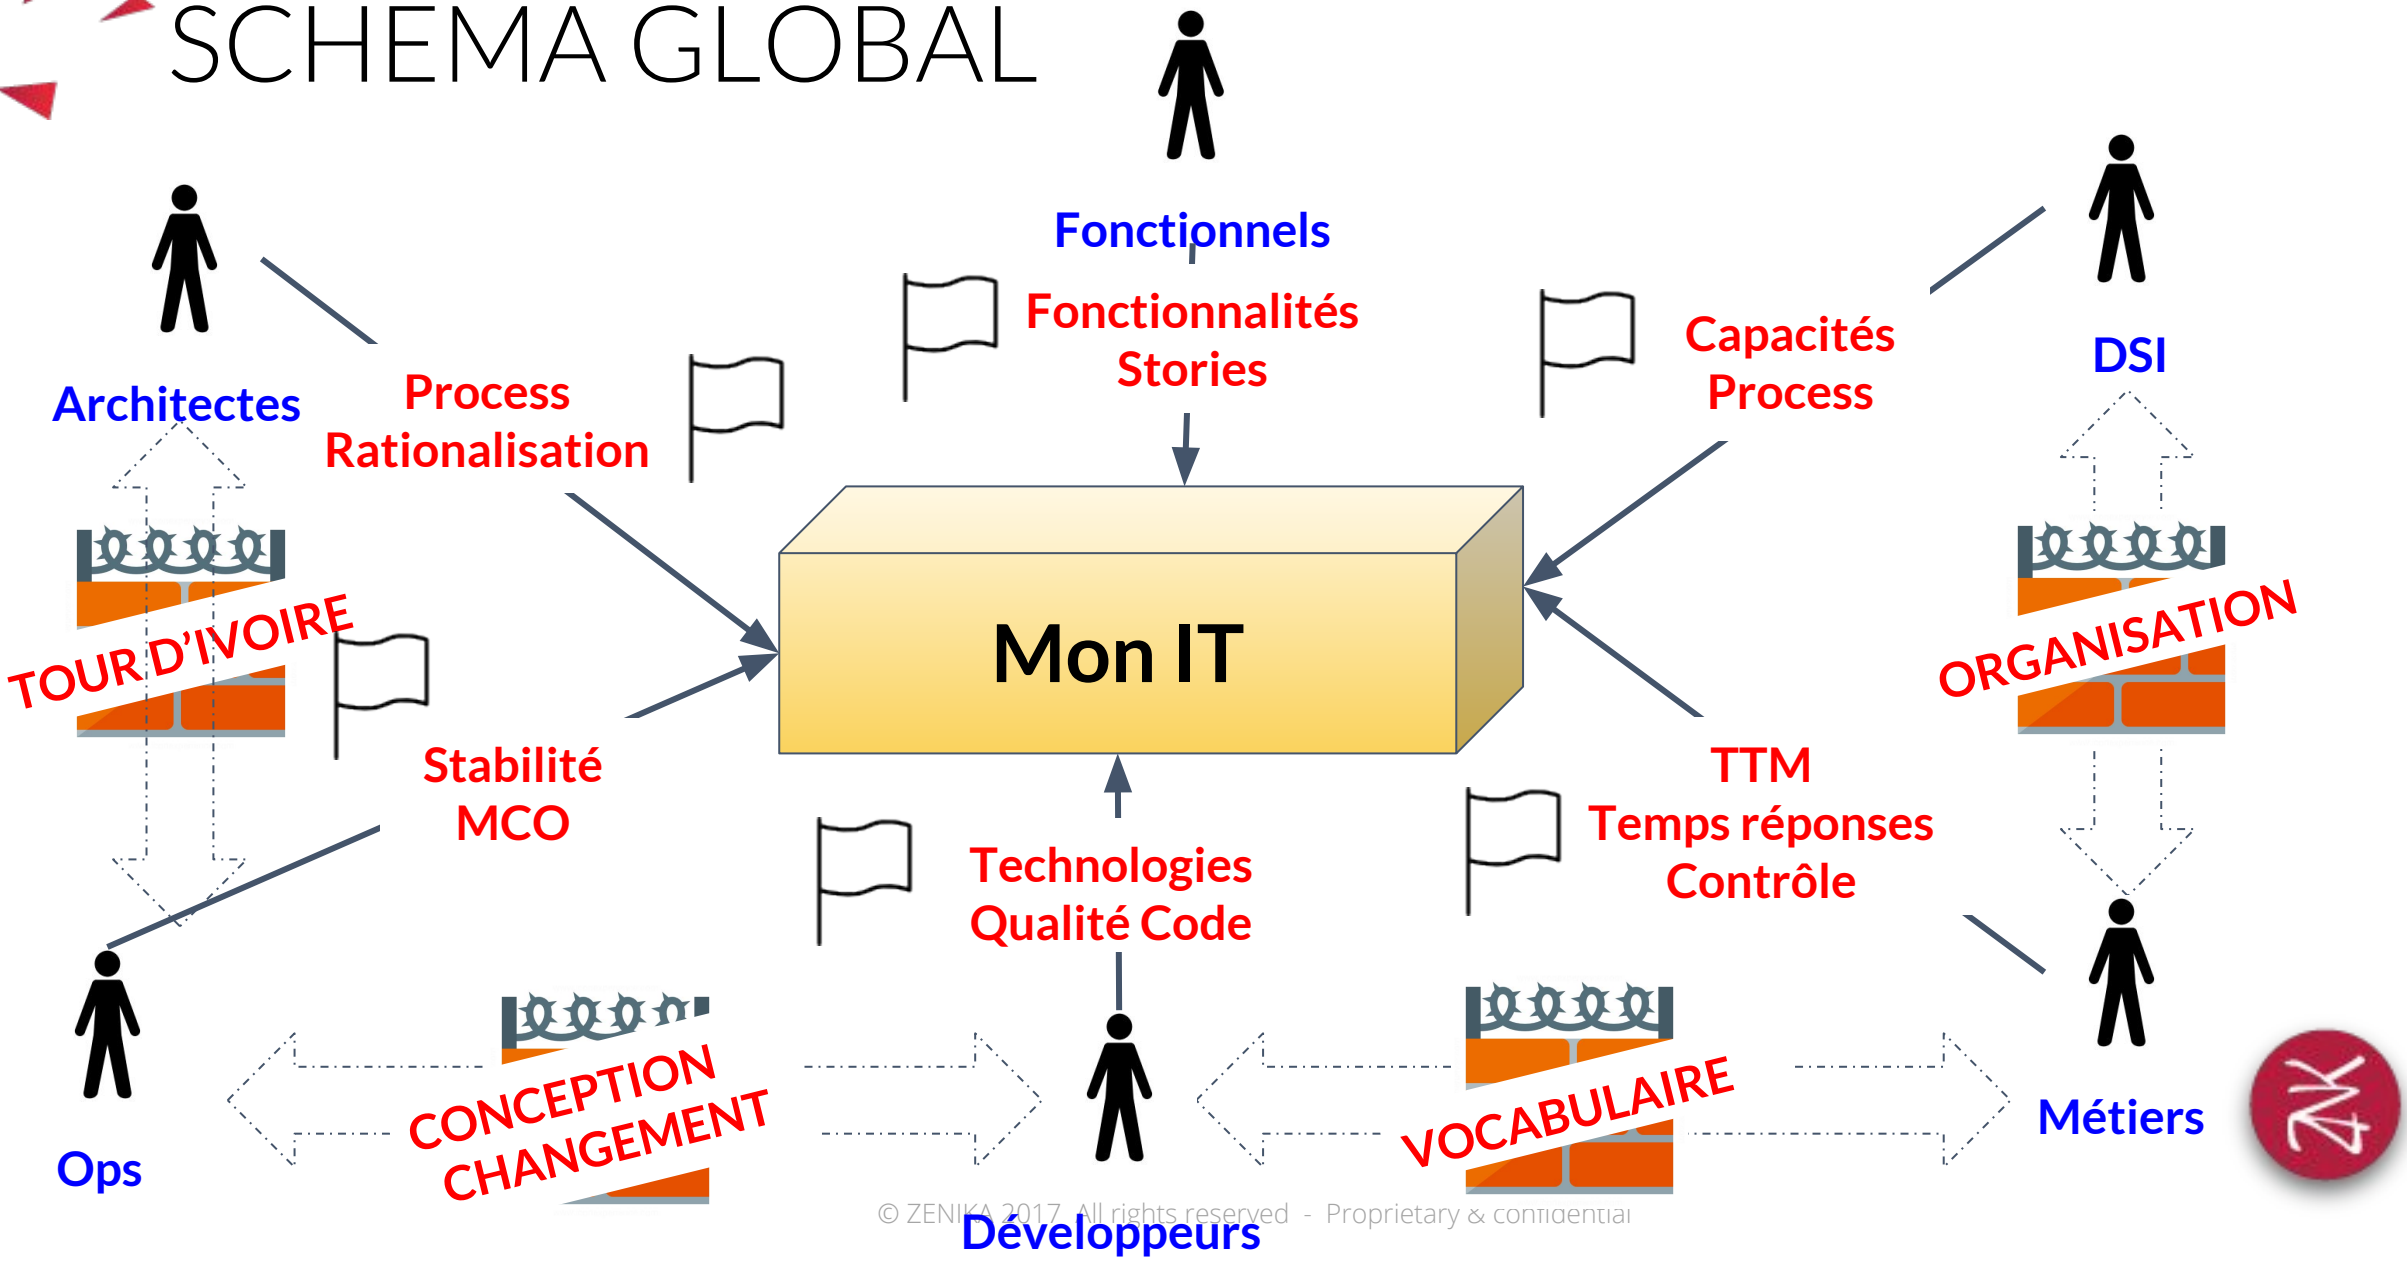 SCHEMA GLOBAL
Fonctionnels
Fonctionnalités
Stories
Capacités
Process
DSI
Architectes
Process
Rationalisation
TOUR D’IVOIRE
Mon IT
ORGANISATION
Stabilité
MCO
TTM
Temps réponses
Contrôle
Technologies
Qualité Code
CONCEPTION
CHANGEMENT
VOCABULAIRE
Métiers
Ops
© ZENIKA 2017 All rights reserved - Proprietary & confidential
Développeurs